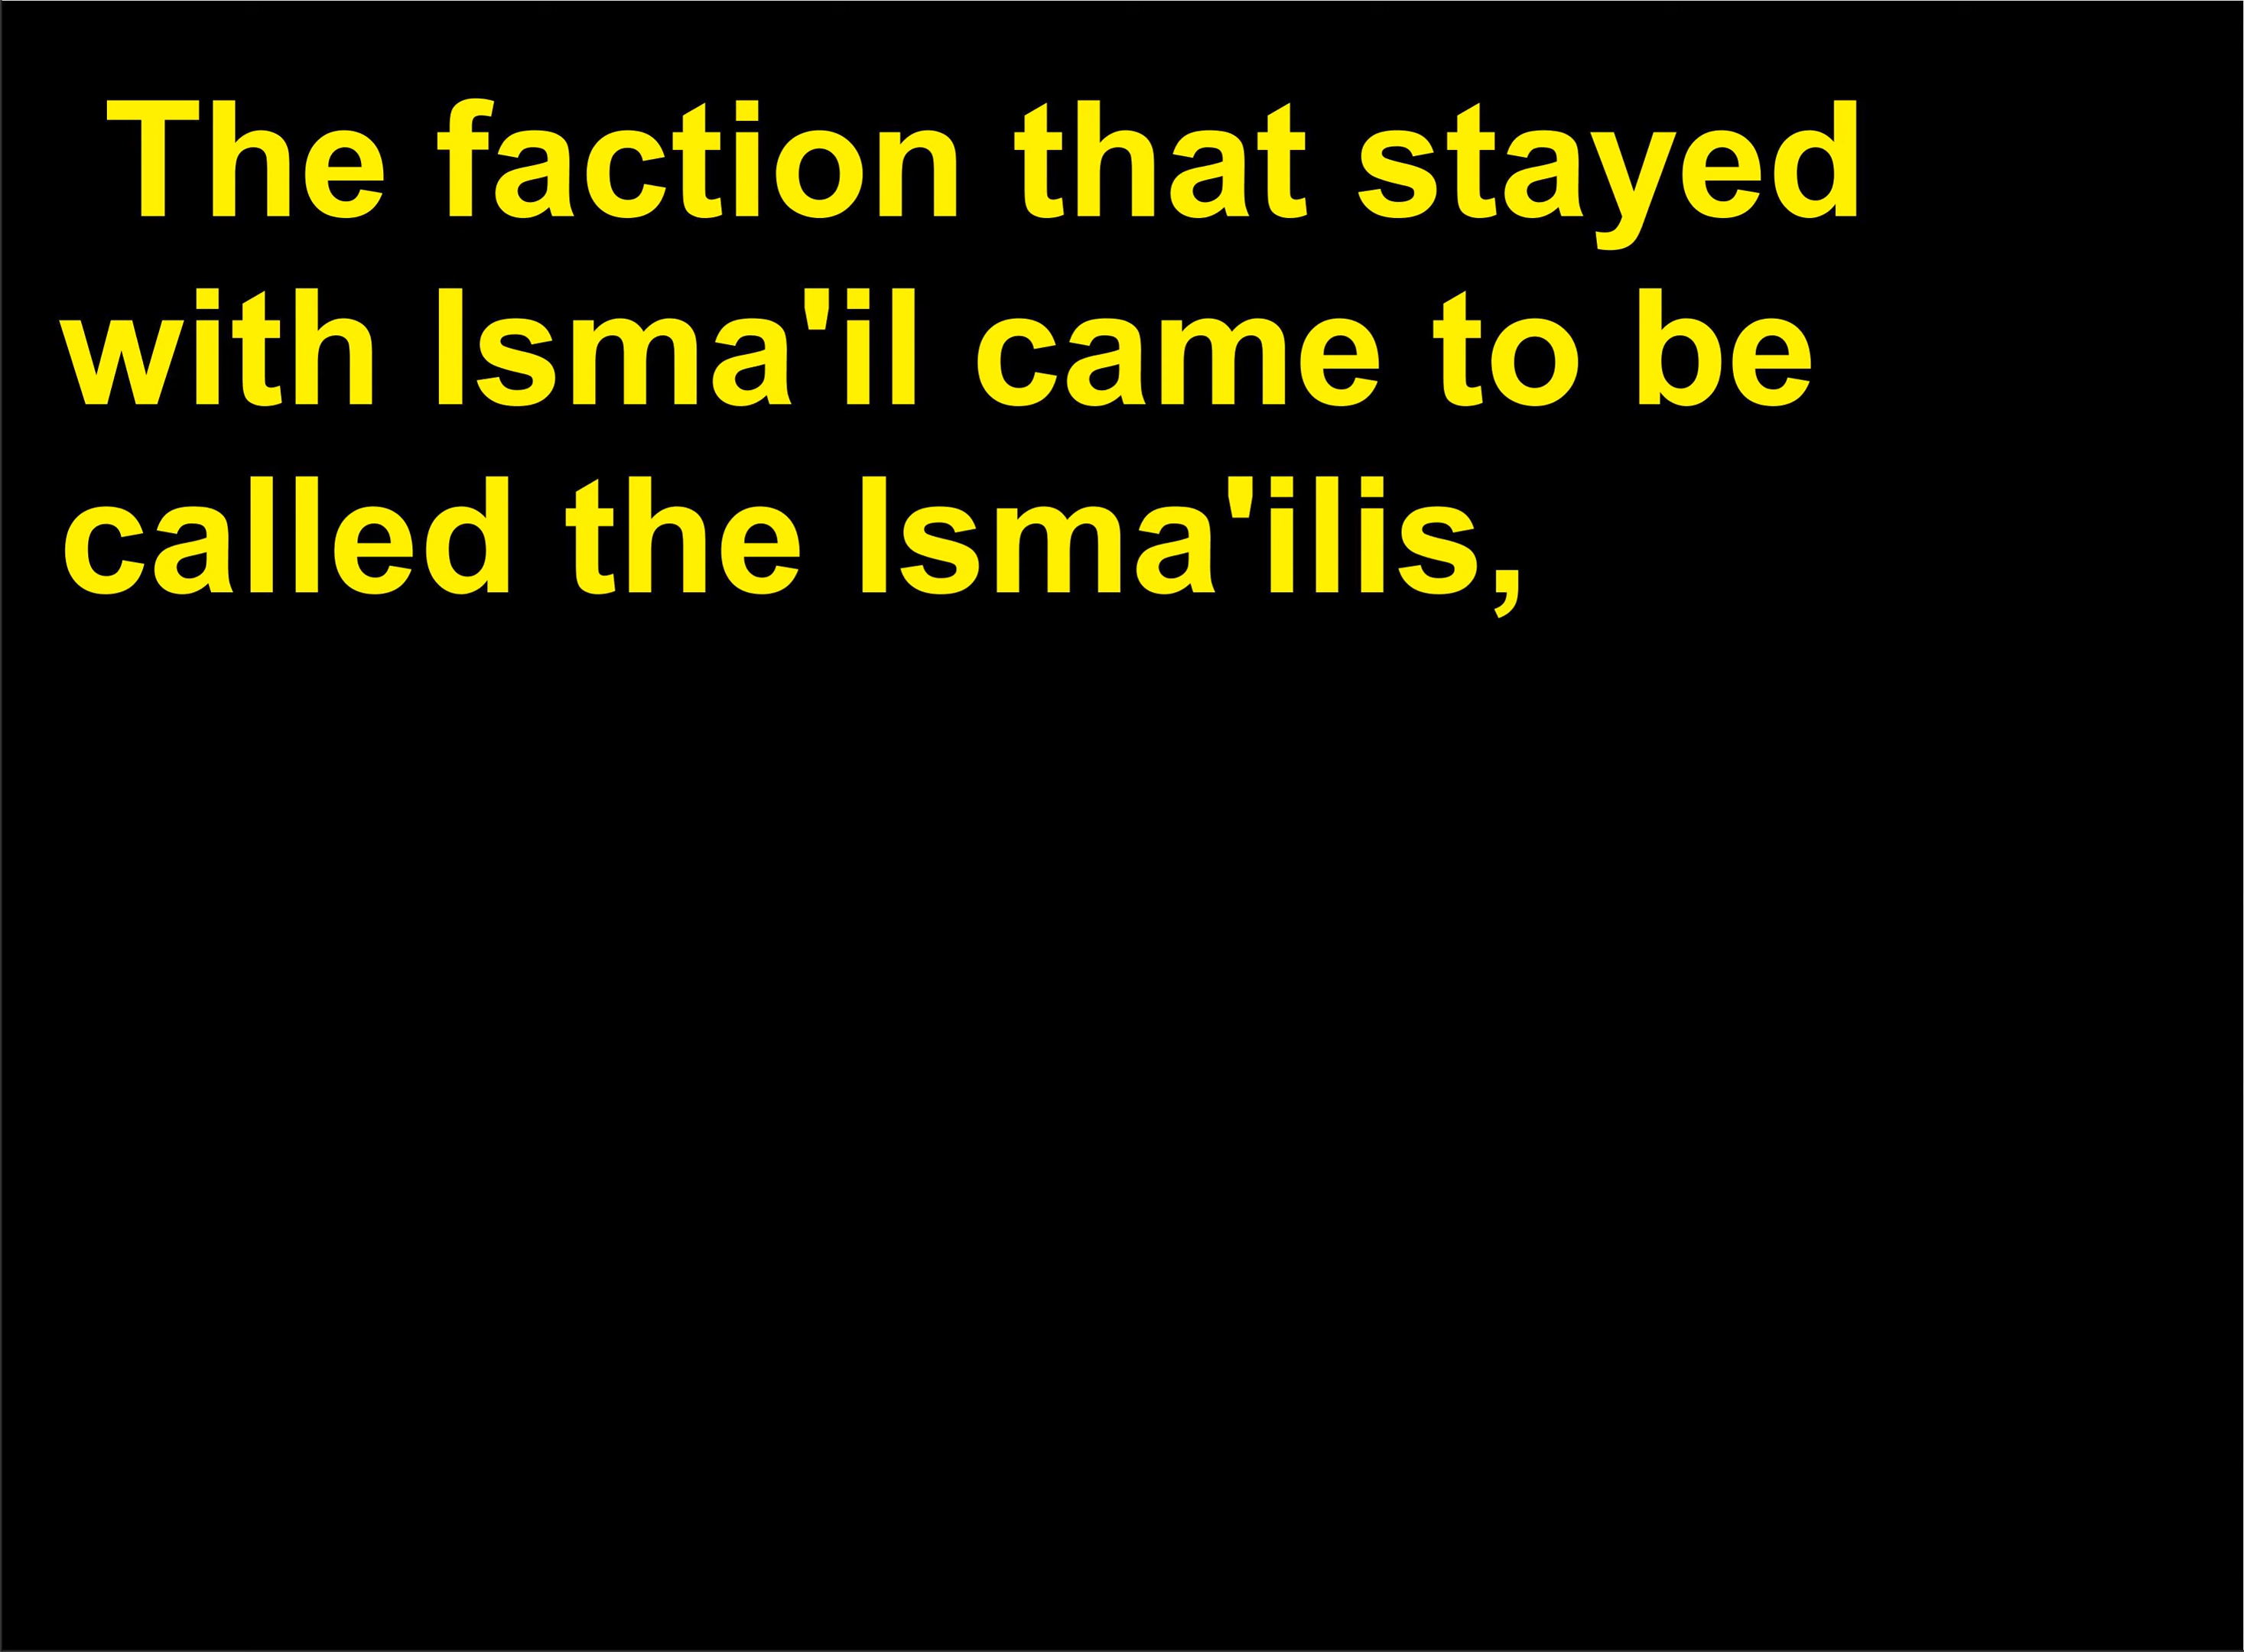 The faction that stayed
with Isma'il came to be
called the Isma'ilis,